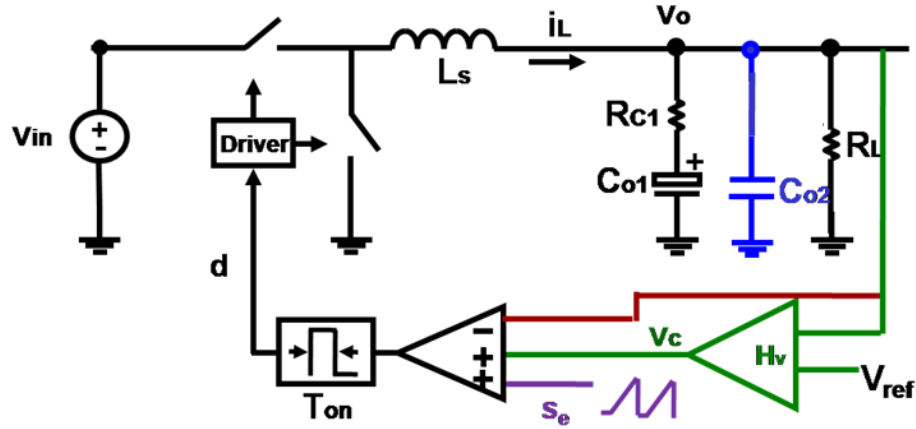 iL
Vo
Ls
Vin
+
-
Driver
RC1
+
Co1
Co2
RL
d
Ton
-
+
+
Vc
Hv
Vref
se